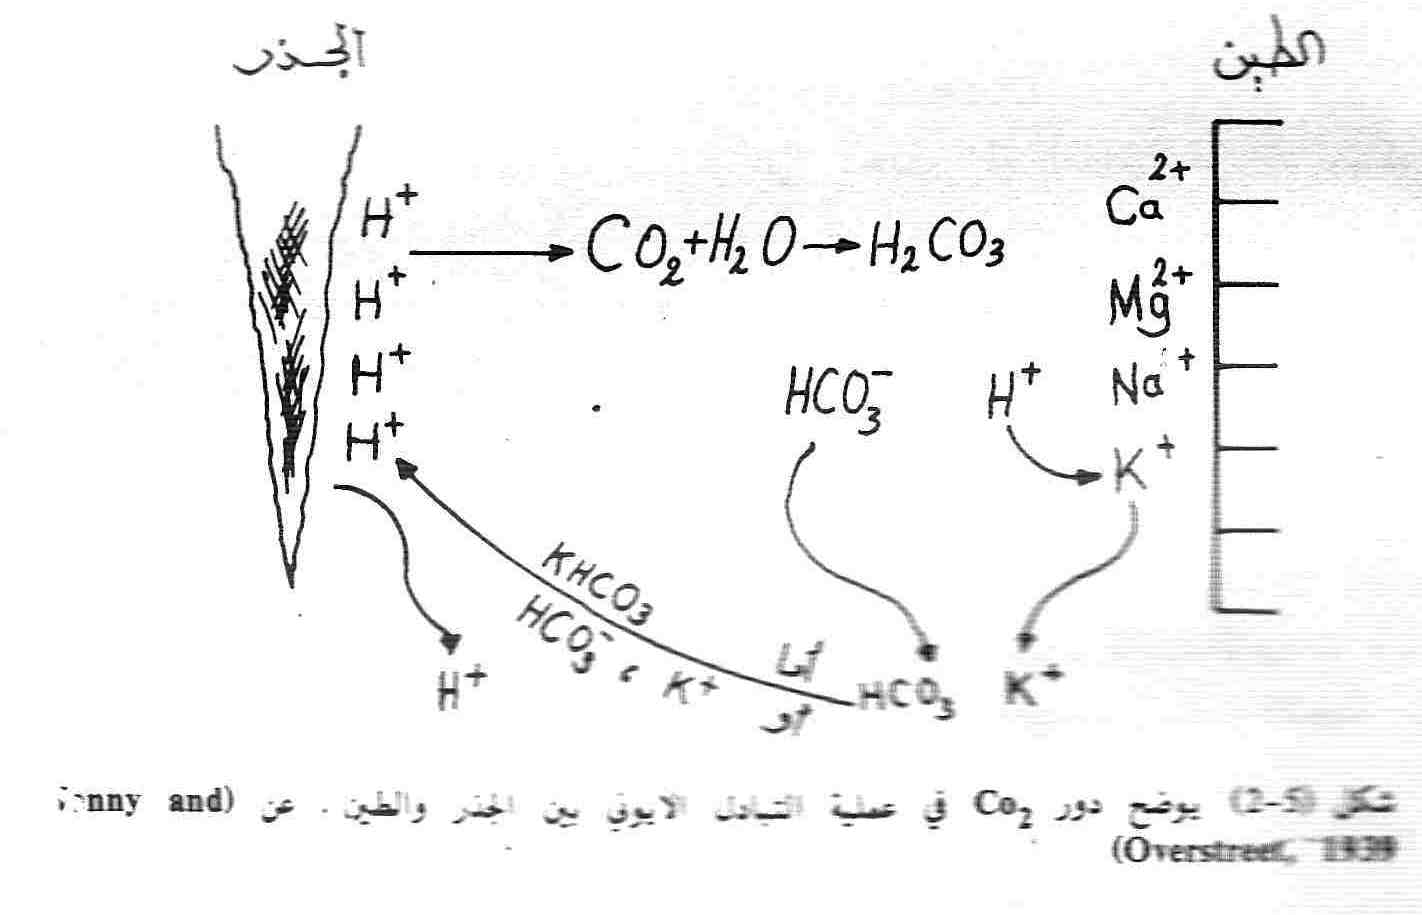 الجذر
الطين
H⁺
CO₂+H₂O → H₂CO₃
Ca²⁺
H⁺
Mg²⁺
H⁺
HCO₃⁻
H⁺
Na⁺
H⁺
K⁺
KHCO₃
HCO₃⁻ ، K⁺
أما
أو
H⁺
HCO₃
K⁺
شكل (5-2) يوضح دور Co₂ في عملية التبادل الايوني بين الجذر والطين . عن (Jenny and
Overstreet, 1939)